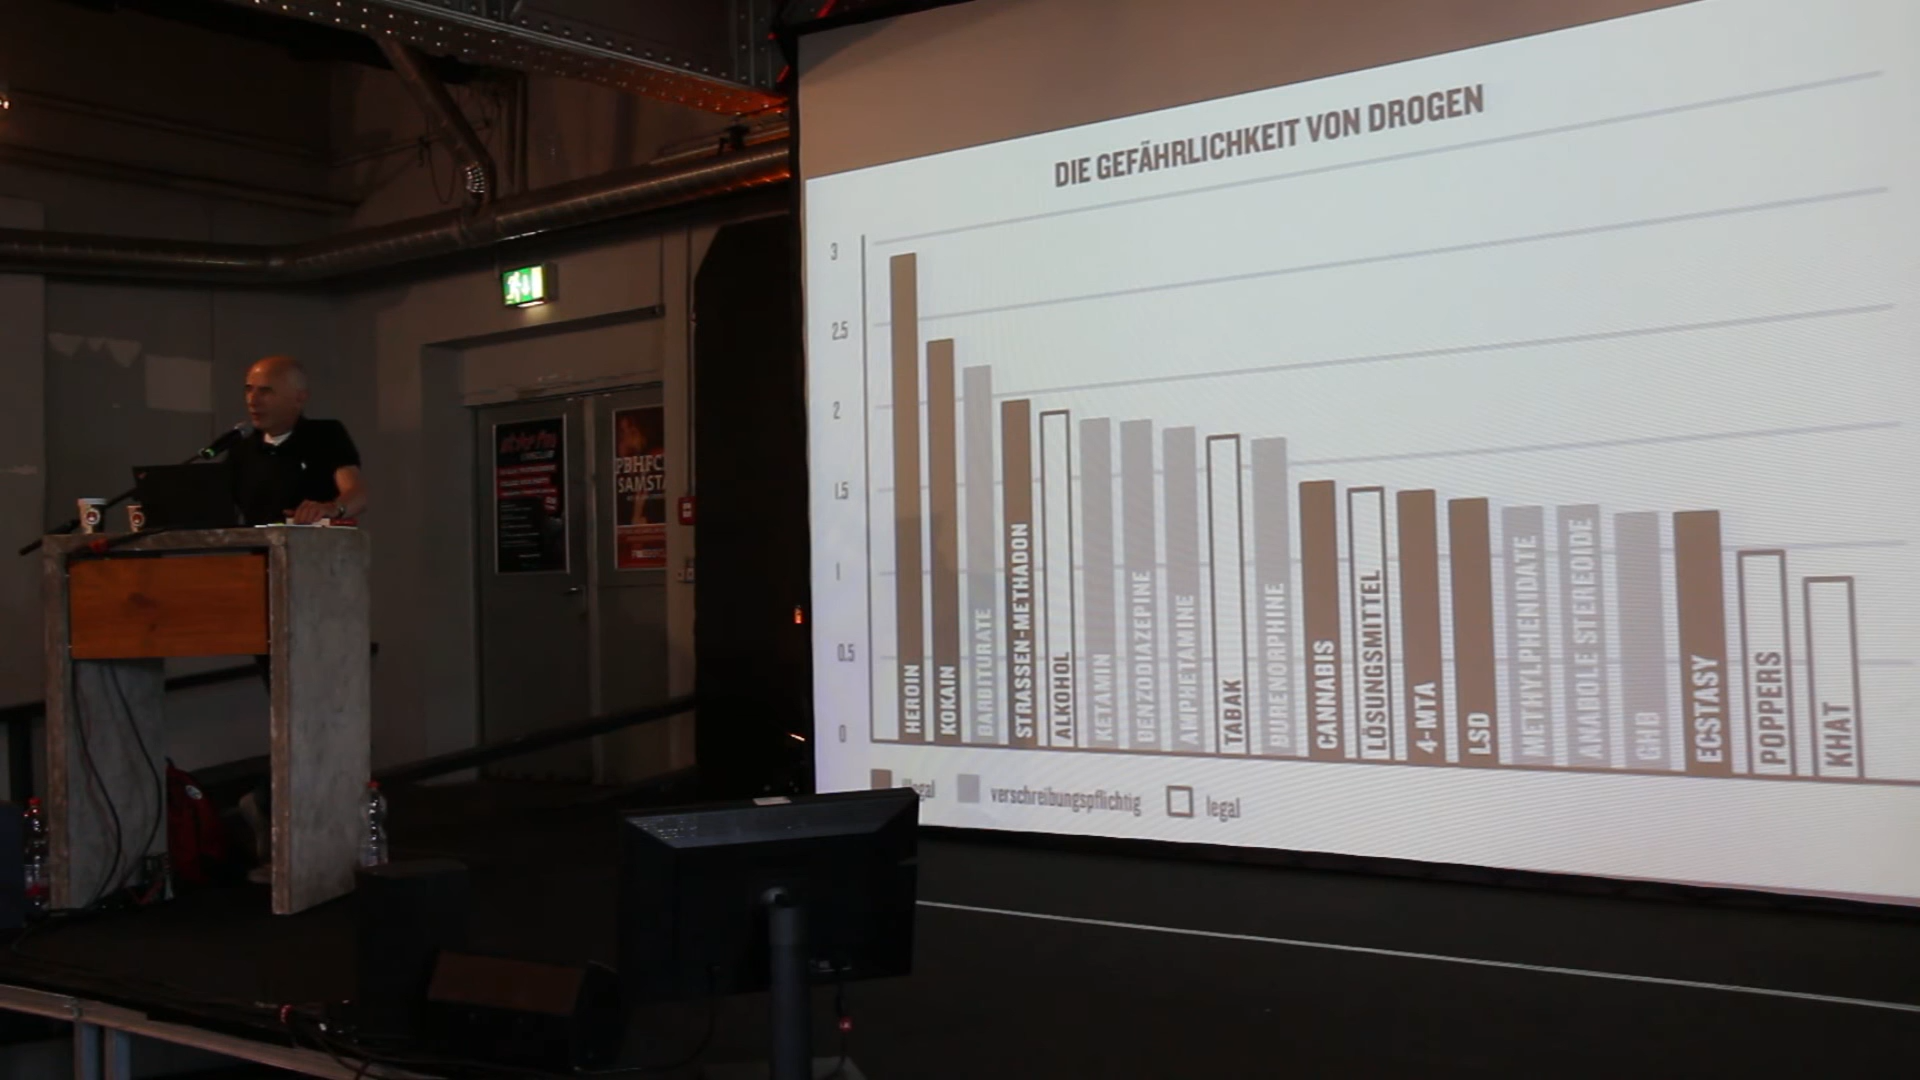 DIE GEFÄHRLICHKEIT VON DROGEN
3
2.5
2
1.5
1
0.5
0
HEROIN
KOKAIN
BARBITURATE
STRASSEN-METHADON
ALKOHOL
KETAMIN
BENZODIAZEPINE
AMPHETAMINE
TABAK
BUBENORPHINE
CANNABIS
LÖSUNGSMITTEL
4-MTA
LSD
METHYLPHENIDATE
ANABOLE STEREOIDE
GHB
ECSTASY
POPPERS
KHAT
verschreibungspflichtig
legal
SAMSTA